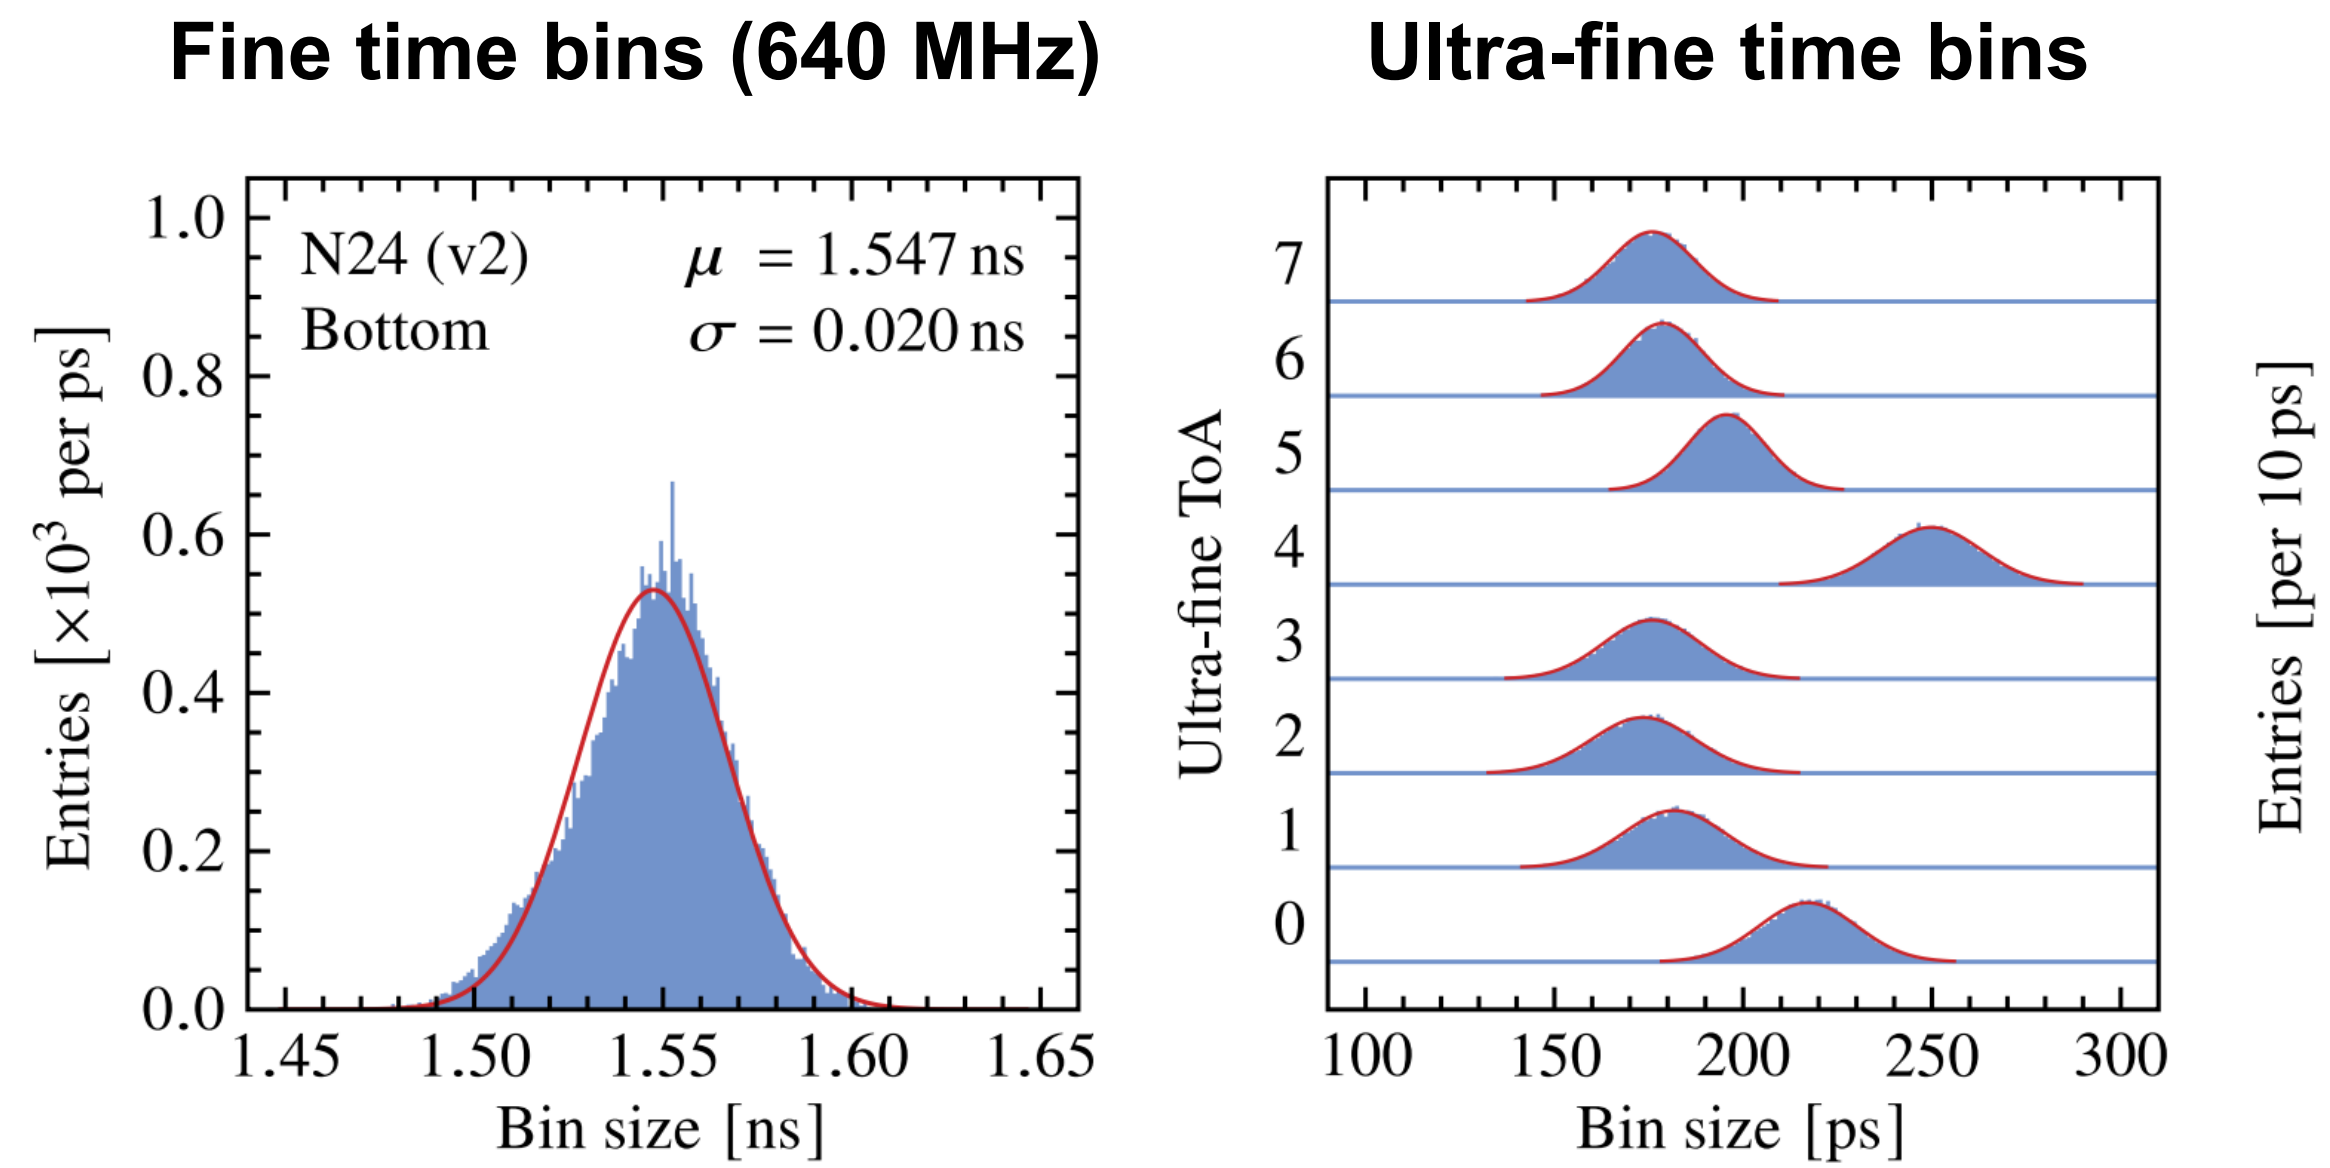 Fine time bins (640 MHz)
Entries [×10³ per ps]
1.0
0.8
0.6
0.4
0.2
0.0
N24 (v2)
Bottom
μ = 1.547 ns
σ = 0.020 ns
1.45 1.50 1.55 1.60 1.65
Bin size [ns]
Ultra-fine time bins
Ultra-fine ToA
7
6
5
4
3
2
1
0
100 150 200 250 300
Bin size [ps]
Entries [per 10 ps]